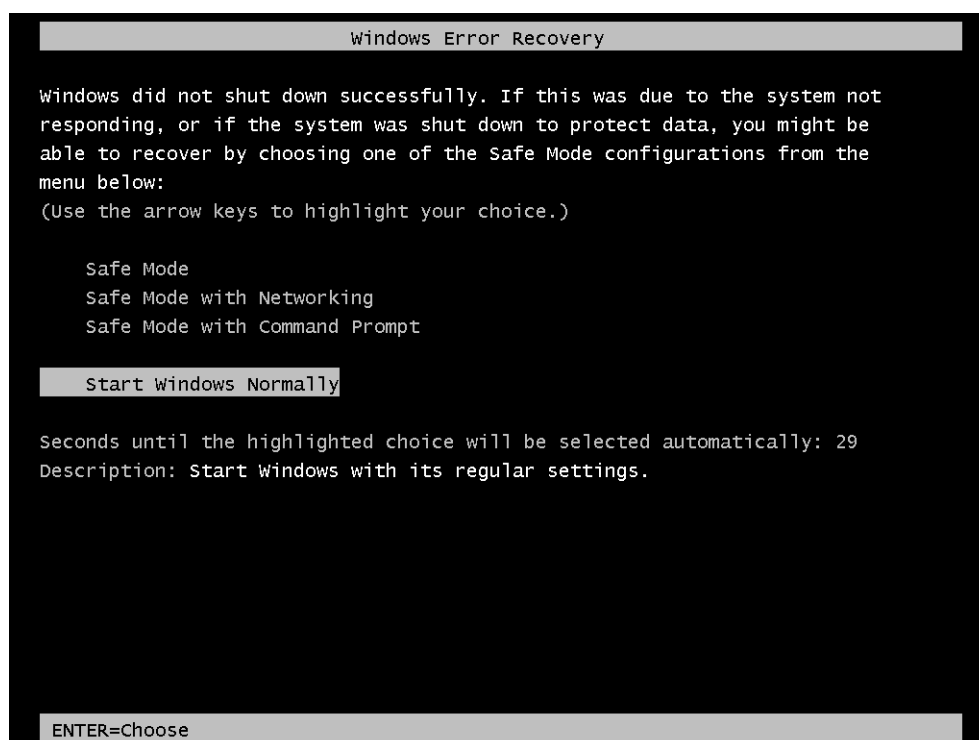 Windows Error Recovery
Windows did not shut down successfully. If this was due to the system not
responding, or if the system was shut down to protect data, you might be
able to recover by choosing one of the Safe Mode configurations from the
menu below:
(Use the arrow keys to highlight your choice.)
Safe Mode
Safe Mode with Networking
Safe Mode with Command Prompt
Start Windows Normally
Seconds until the highlighted choice will be selected automatically: 29
Description: Start Windows with its regular settings.
ENTER=Choose